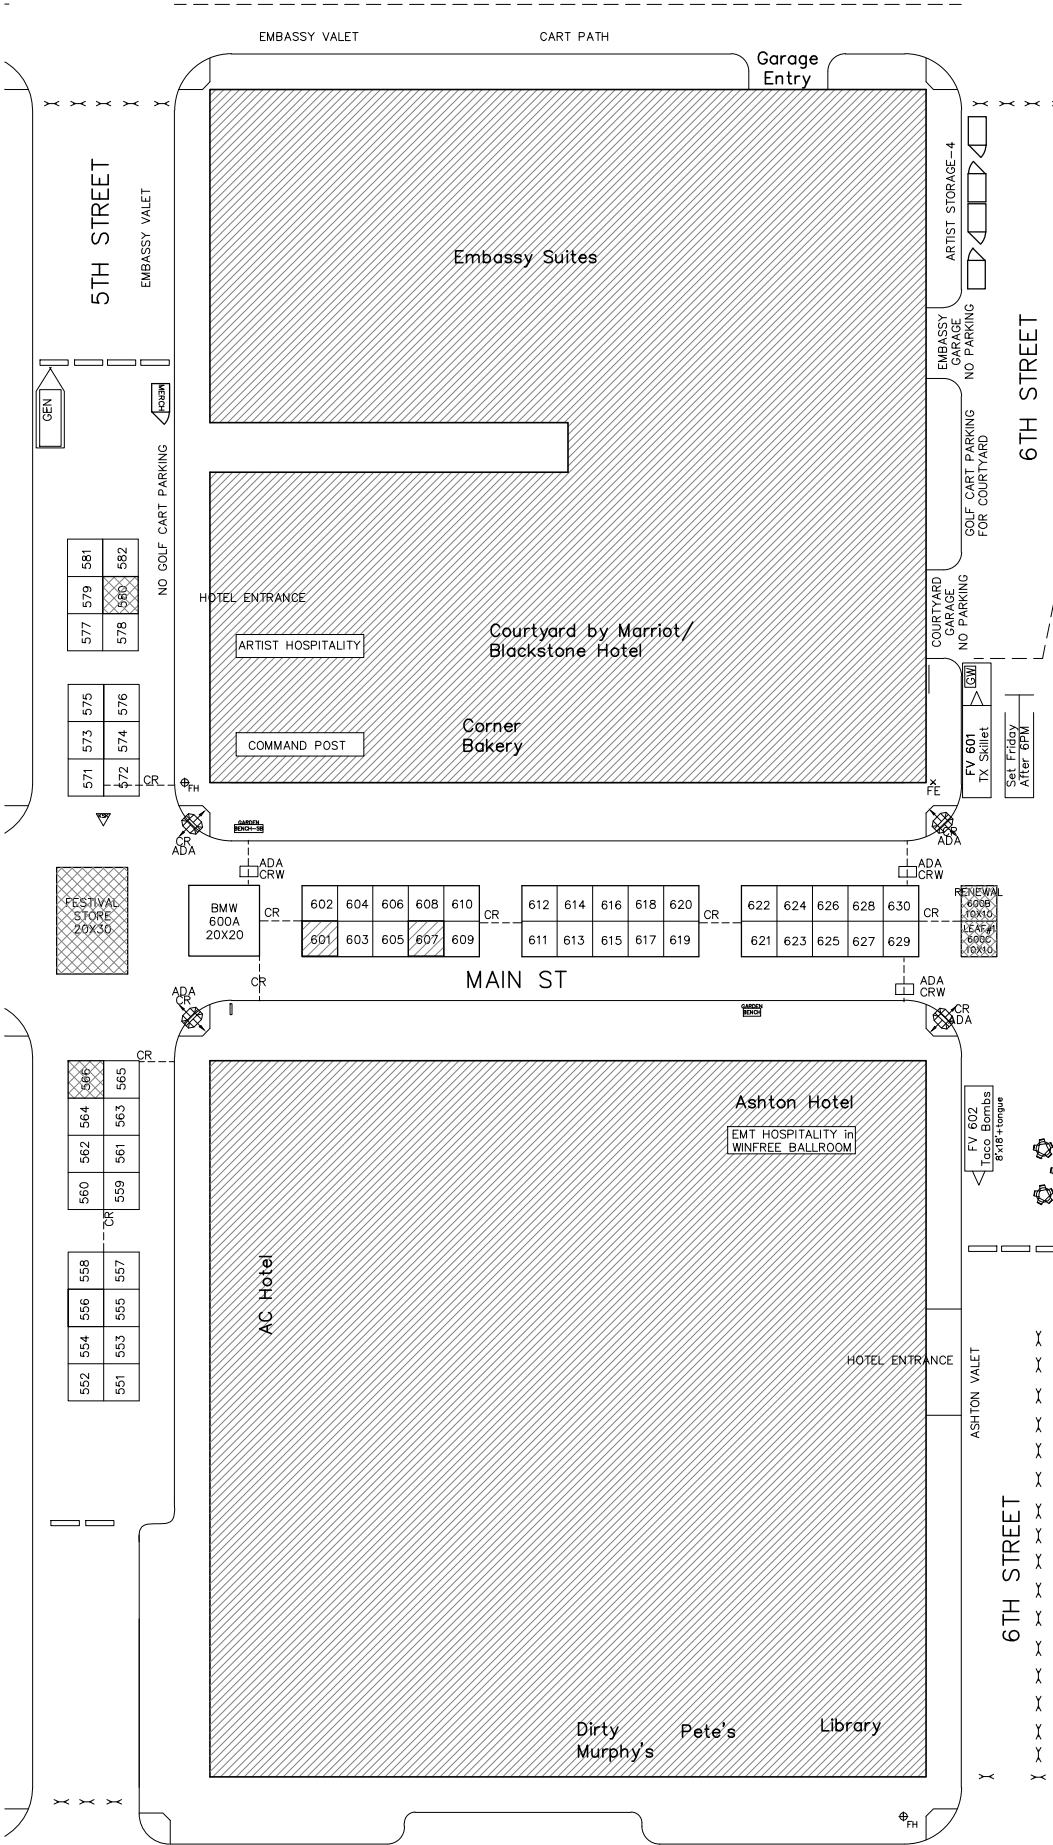 EMBASSY VALET
CART PATH
Garage
Entry
5TH STREET
EMBASSY VALET
Embassy Suites
ARTIST STORAGE-4
EMBASSY
GARAGE
NO PARKING
6TH STREET
GEN
MERCH
NO GOLF CART PARKING
GOLF CART PARKING
FOR COURTYARD
581 582
579 580
577 578
HOTEL ENTRANCE
ARTIST HOSPITALITY
Courtyard by Marriot/
Blackstone Hotel
COURTYARD
GARAGE
NO PARKING
575 576
573 574
571 572
CR
FH
COMMAND POST
Corner
Bakery
GW
FV 601
TX Skillet
Set Friday
After 6PM
FE
CR
ADA
GARDEN
BENCH-SB
CR
ADA
ADA
CRW
ADA
CRW
FESTIVAL
STORE
20X30
BMW
600A
20X20
CR
602 604 606 608 610
601 603 605 607 609
CR
612 614 616 618 620
611 613 615 617 619
CR
622 624 626 628 630
621 623 625 627 629
CR
RENEWAL
600B
10X10
LEAF#1
600C
10X10
MAIN ST
CR
ADA
CRW
ADA
CR
GARDEN
BENCH
CR
ADA
CR
566 565
564 563
562 561
560 559
CR
558 557
556 555
554 553
552 551
Ashton Hotel
EMT HOSPITALITY in
WINFREE BALLROOM
FV 602
Taco Bombs
8'x18'+tongue
AC Hotel
HOTEL ENTRANCE
ASHTON VALET
6TH STREET
Dirty
Murphy's
Pete's
Library
FH